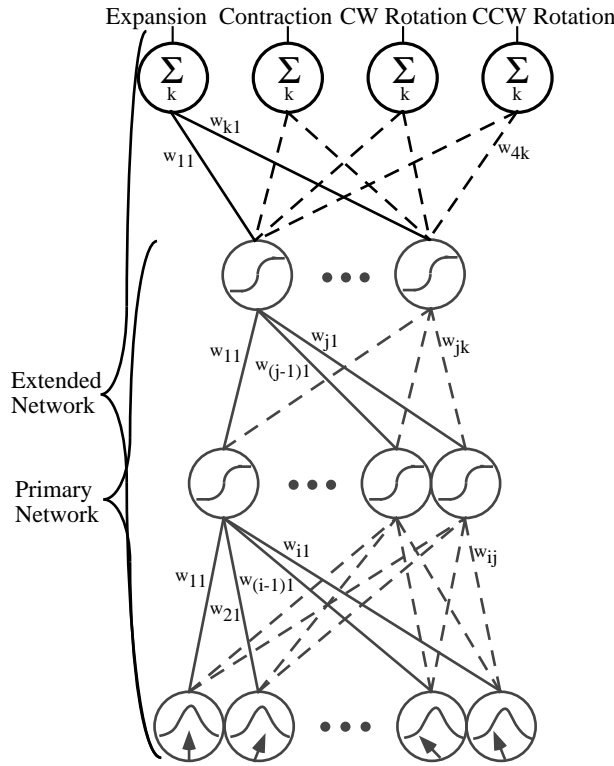 Expansion Contraction CW Rotation CCW Rotation
Σ k Σ k Σ k Σ k
w11 wk1 w4k
w11 w(j-1)1 wj1 wjk
Extended
Network
Primary
Network
w11 w21 w(i-1)1 wi1 wij